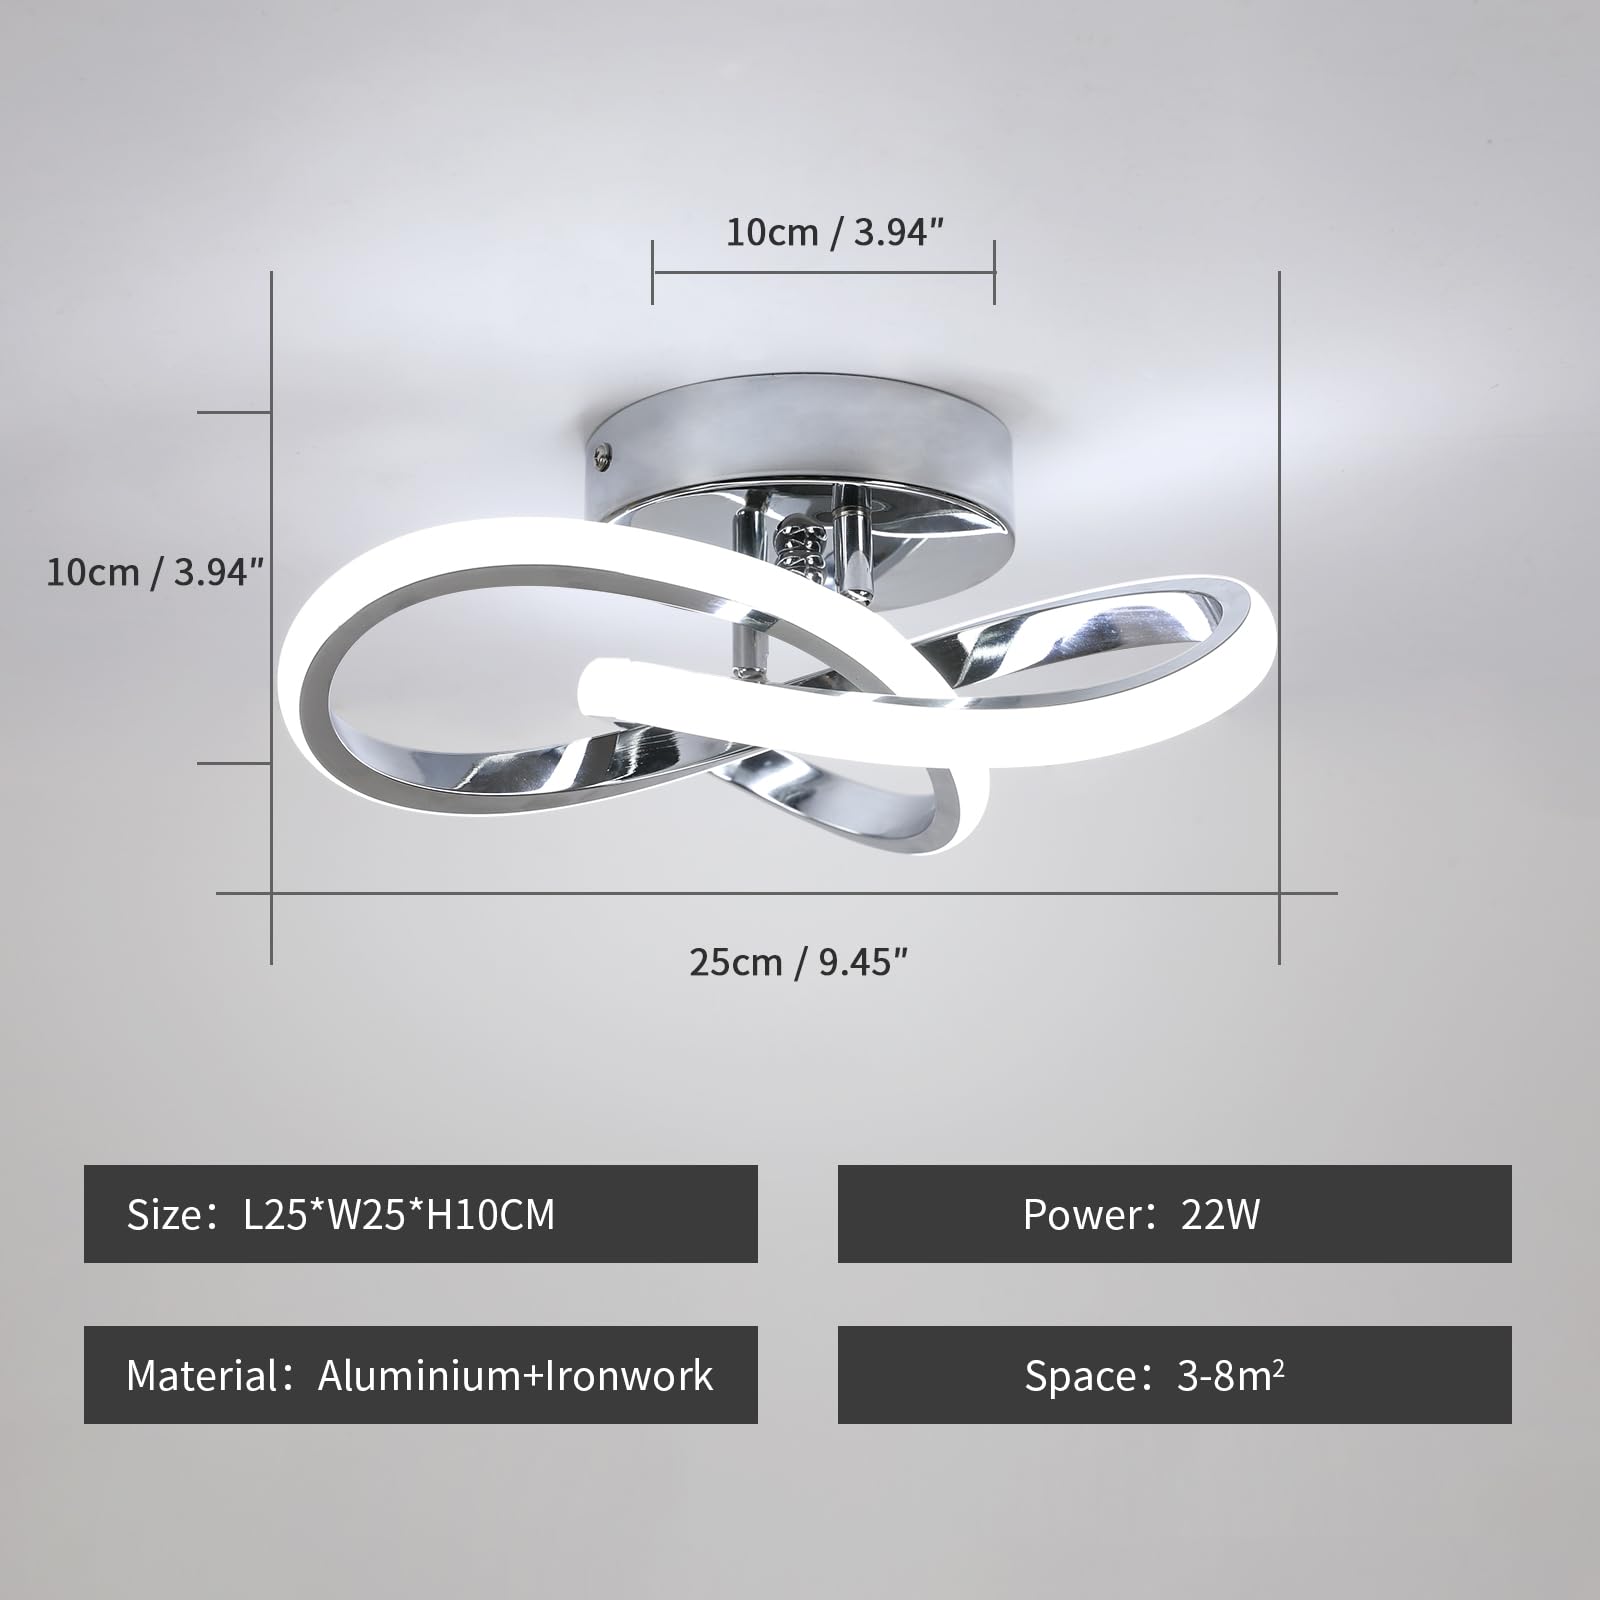 10cm / 3.94"
10cm / 3.94"
25cm / 9.45"
Size：L25*W25*H10CM
Power：22W
Material：Aluminium+Ironwork
Space：3-8m²